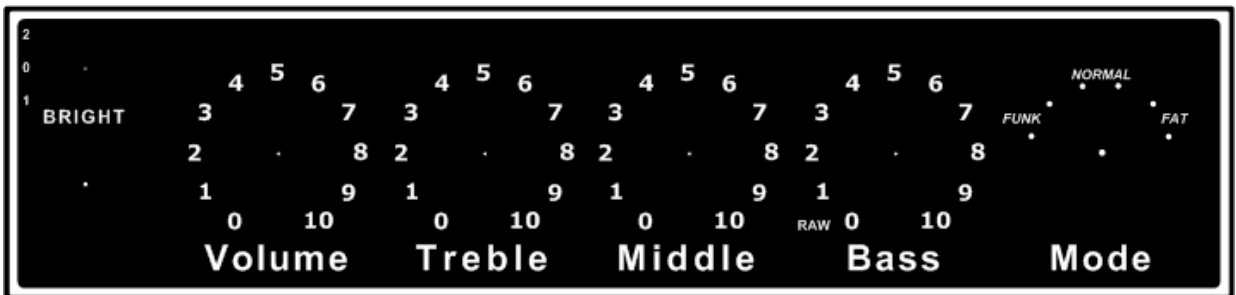 2
0
1
BRIGHT
0 1 2 3 4 5 6 7 8 9 10
Volume
0 1 2 3 4 5 6 7 8 9 10
Treble
0 1 2 3 4 5 6 7 8 9 10
Middle
RAW 0 1 2 3 4 5 6 7 8 9 10
Bass
FUNK NORMAL FAT
Mode